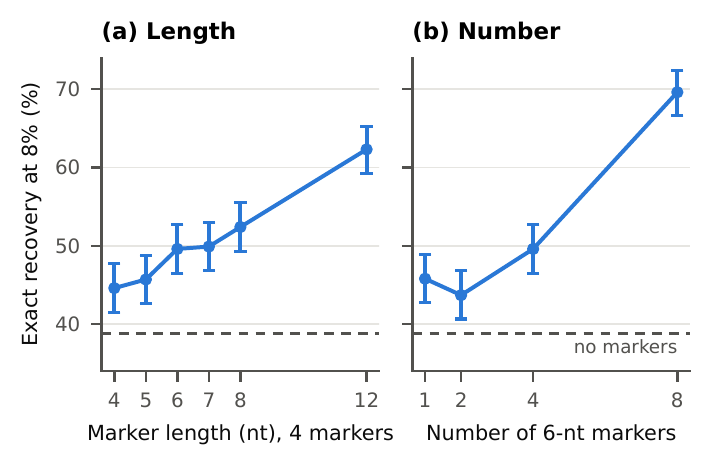 (a) Length
(b) Number
Exact recovery at 8% (%)
70
60
50
40
no markers
4 5 6 7 8 12
1 2 4 8
Marker length (nt), 4 markers
Number of 6-nt markers